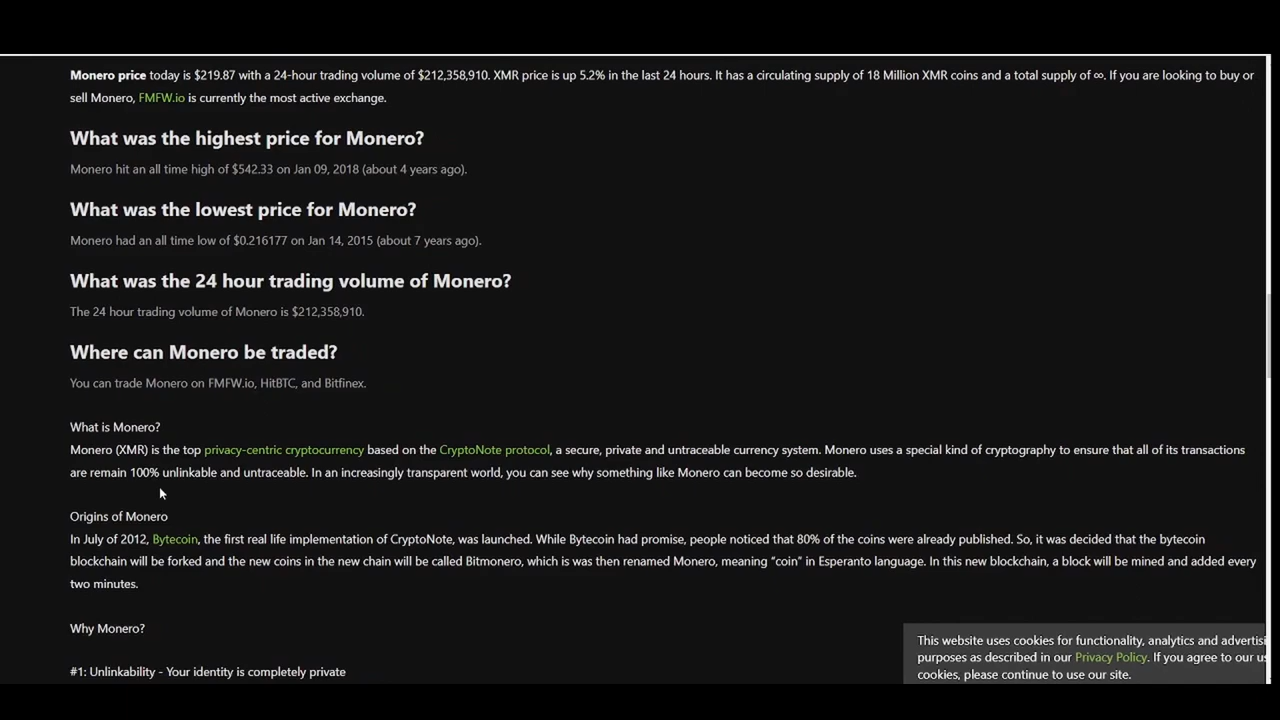 Monero price today is $219.87 with a 24-hour trading volume of $212,358,910. XMR price is up 5.2% in the last 24 hours. It has a circulating supply of 18 Million XMR coins and a total supply of ∞. If you are looking to buy or
sell Monero, FMFW.io is currently the most active exchange.
What was the highest price for Monero?
Monero hit an all time high of $542.33 on Jan 09, 2018 (about 4 years ago).
What was the lowest price for Monero?
Monero had an all time low of $0.216177 on Jan 14, 2015 (about 7 years ago).
What was the 24 hour trading volume of Monero?
The 24 hour trading volume of Monero is $212,358,910.
Where can Monero be traded?
You can trade Monero on FMFW.io, HitBTC, and Bitfinex.
What is Monero?
Monero (XMR) is the top privacy-centric cryptocurrency based on the CryptoNote protocol, a secure, private and untraceable currency system. Monero uses a special kind of cryptography to ensure that all of its transactions
are remain 100% unlinkable and untraceable. In an increasingly transparent world, you can see why something like Monero can become so desirable.
Origins of Monero
In July of 2012, Bytecoin, the first real life implementation of CryptoNote, was launched. While Bytecoin had promise, people noticed that 80% of the coins were already published. So, it was decided that the bytecoin
blockchain will be forked and the new coins in the new chain will be called Bitmonero, which is was then renamed Monero, meaning “coin” in Esperanto language. In this new blockchain, a block will be mined and added every
two minutes.
Why Monero?
#1: Unlinkability - Your identity is completely private
This website uses cookies for functionality, analytics and advertisi
purposes as described in our Privacy Policy. If you agree to our us
cookies, please continue to use our site.